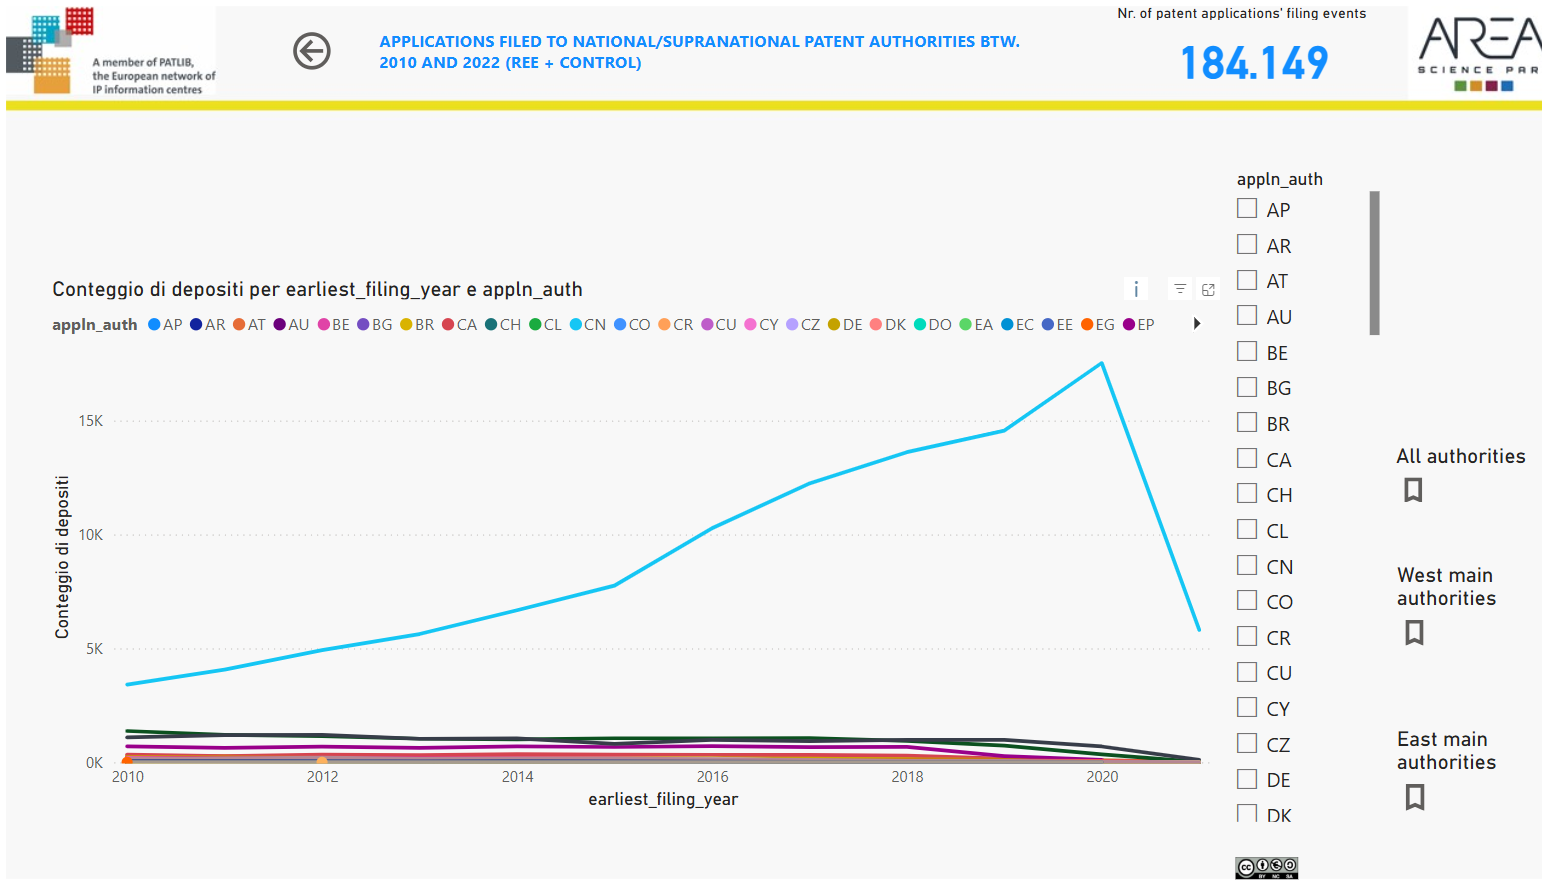 A member of PATLIB,
the European network of
IP information centres
APPLICATIONS FILED TO NATIONAL/SUPRANATIONAL PATENT AUTHORITIES BTW.
2010 AND 2022 (REE + CONTROL)
Nr. of patent applications' filing events
184.149
AREA
SCIENCE PAR
appln_auth
AP
AR
AT
AU
BE
BG
BR
CA
CH
CL
CN
CO
CR
CU
CY
CZ
DE
DK
Conteggio di depositi per earliest_filing_year e appln_auth
appln_auth AP AR AT AU BE BG BR CA CH CL CN CO CR CU CY CZ DE DK DO EA EC EE EG EP
15K
10K
5K
0K
Conteggio di depositi
2010 2012 2014 2016 2018 2020
earliest_filing_year
All authorities
West main
authorities
East main
authorities
cc
BY NC SA